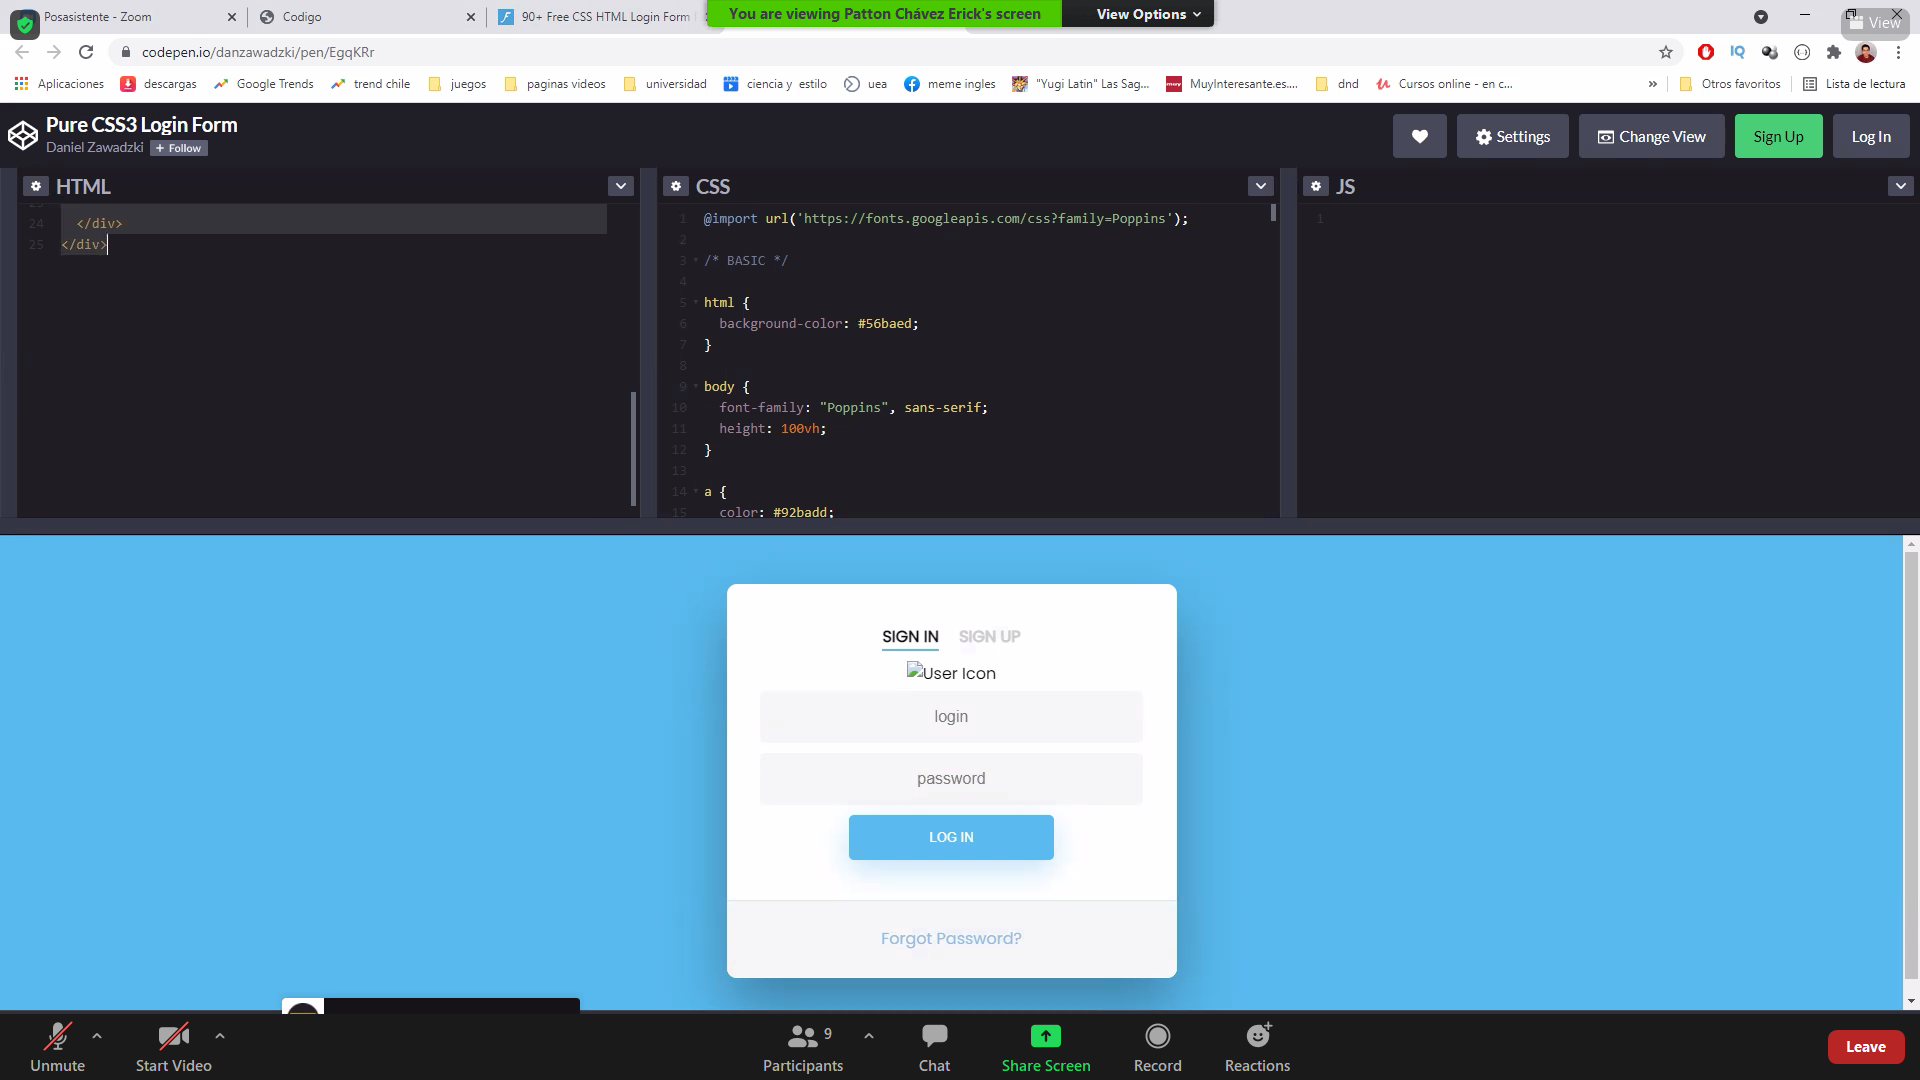 Posasistente - Zoom
Codigo
90+ Free CSS HTML Login Form
You are viewing Patton Chávez Erick's screen
View Options
View
codepen.io/danzawadzki/pen/EgqKRr
Aplicaciones
descargas
Google Trends
trend chile
juegos
paginas videos
universidad
ciencia y estilo
uea
meme ingles
"Yugi Latin" Las Sag...
MuyInteresante.es....
dnd
Cursos online - en c...
»
Otros favoritos
Lista de lectura
Pure CSS3 Login Form
Daniel Zawadzki
+ Follow
Settings
Change View
Sign Up
Log In
HTML
24 </div>
25 </div>
CSS
1 @import url('https://fonts.googleapis.com/css?family=Poppins');
2
3 /* BASIC */
4
5 html {
6 background-color: #56baed;
7 }
8
9 body {
10 font-family: "Poppins", sans-serif;
11 height: 100vh;
12 }
13
14 a {
15 color: #92badd;
JS
1
SIGN IN SIGN UP
User Icon
login
password
LOG IN
Forgot Password?
Unmute
Start Video
9
Participants
Chat
Share Screen
Record
Reactions
Leave